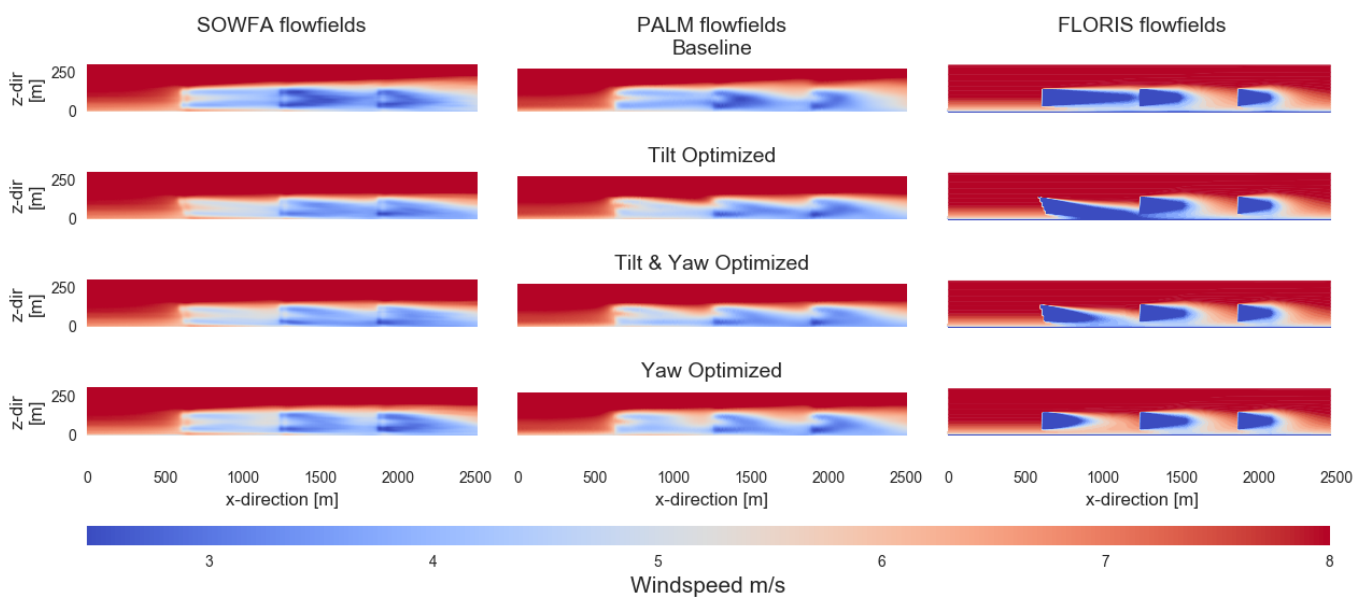 SOWFA flowfields
PALM flowfields
Baseline
FLORIS flowfields
z-dir
[m]
250
0
Tilt Optimized
z-dir
[m]
250
0
Tilt & Yaw Optimized
z-dir
[m]
250
0
Yaw Optimized
z-dir
[m]
250
0
0 500 1000 1500 2000 2500
x-direction [m]
0 500 1000 1500 2000 2500
x-direction [m]
0 500 1000 1500 2000 2500
x-direction [m]
3 4 5 6 7 8
Windspeed m/s